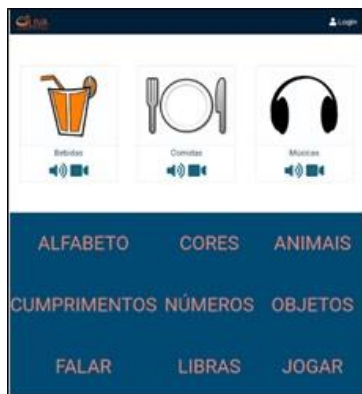 Login
Bebidas Comidas Músicas
ALFABETO CORES ANIMAIS
CUMPRIMENTOS NÚMEROS OBJETOS
FALAR LIBRAS JOGAR